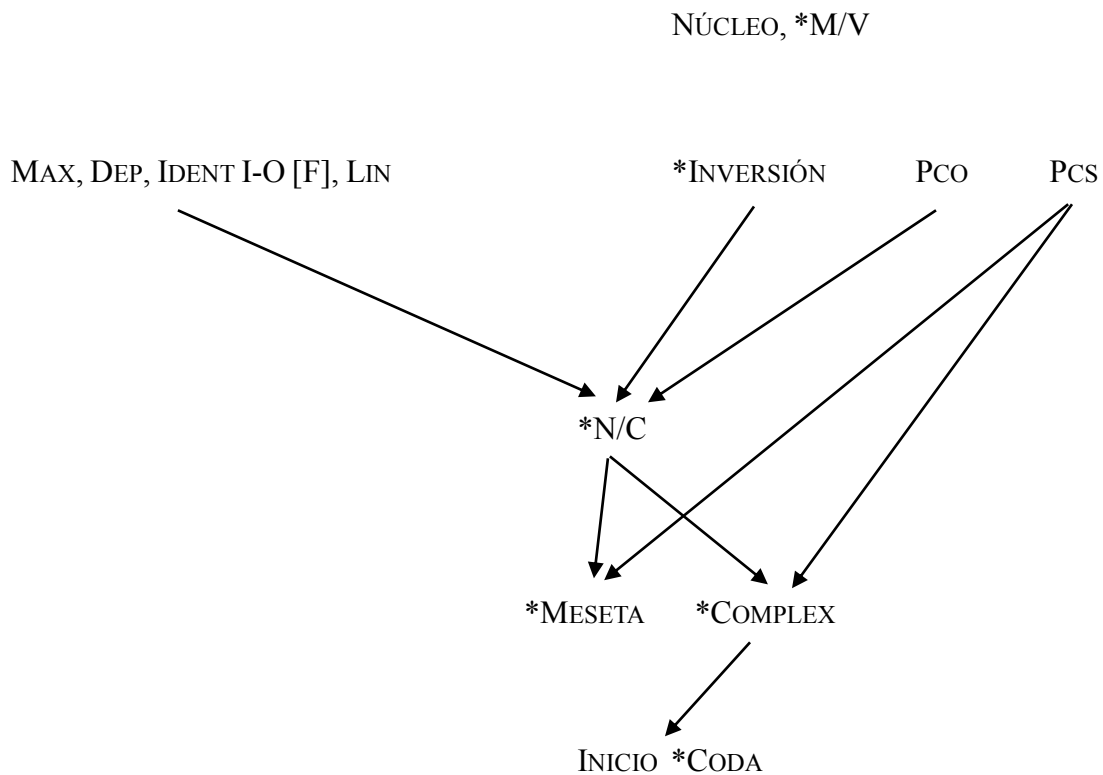 NÚCLEO, *M/V
MAX, DEP, IDENT I-O [F], LIN *INVERSIÓN PCO PCS
*N/C
*MESETA *COMPLEX
INICIO *CODA